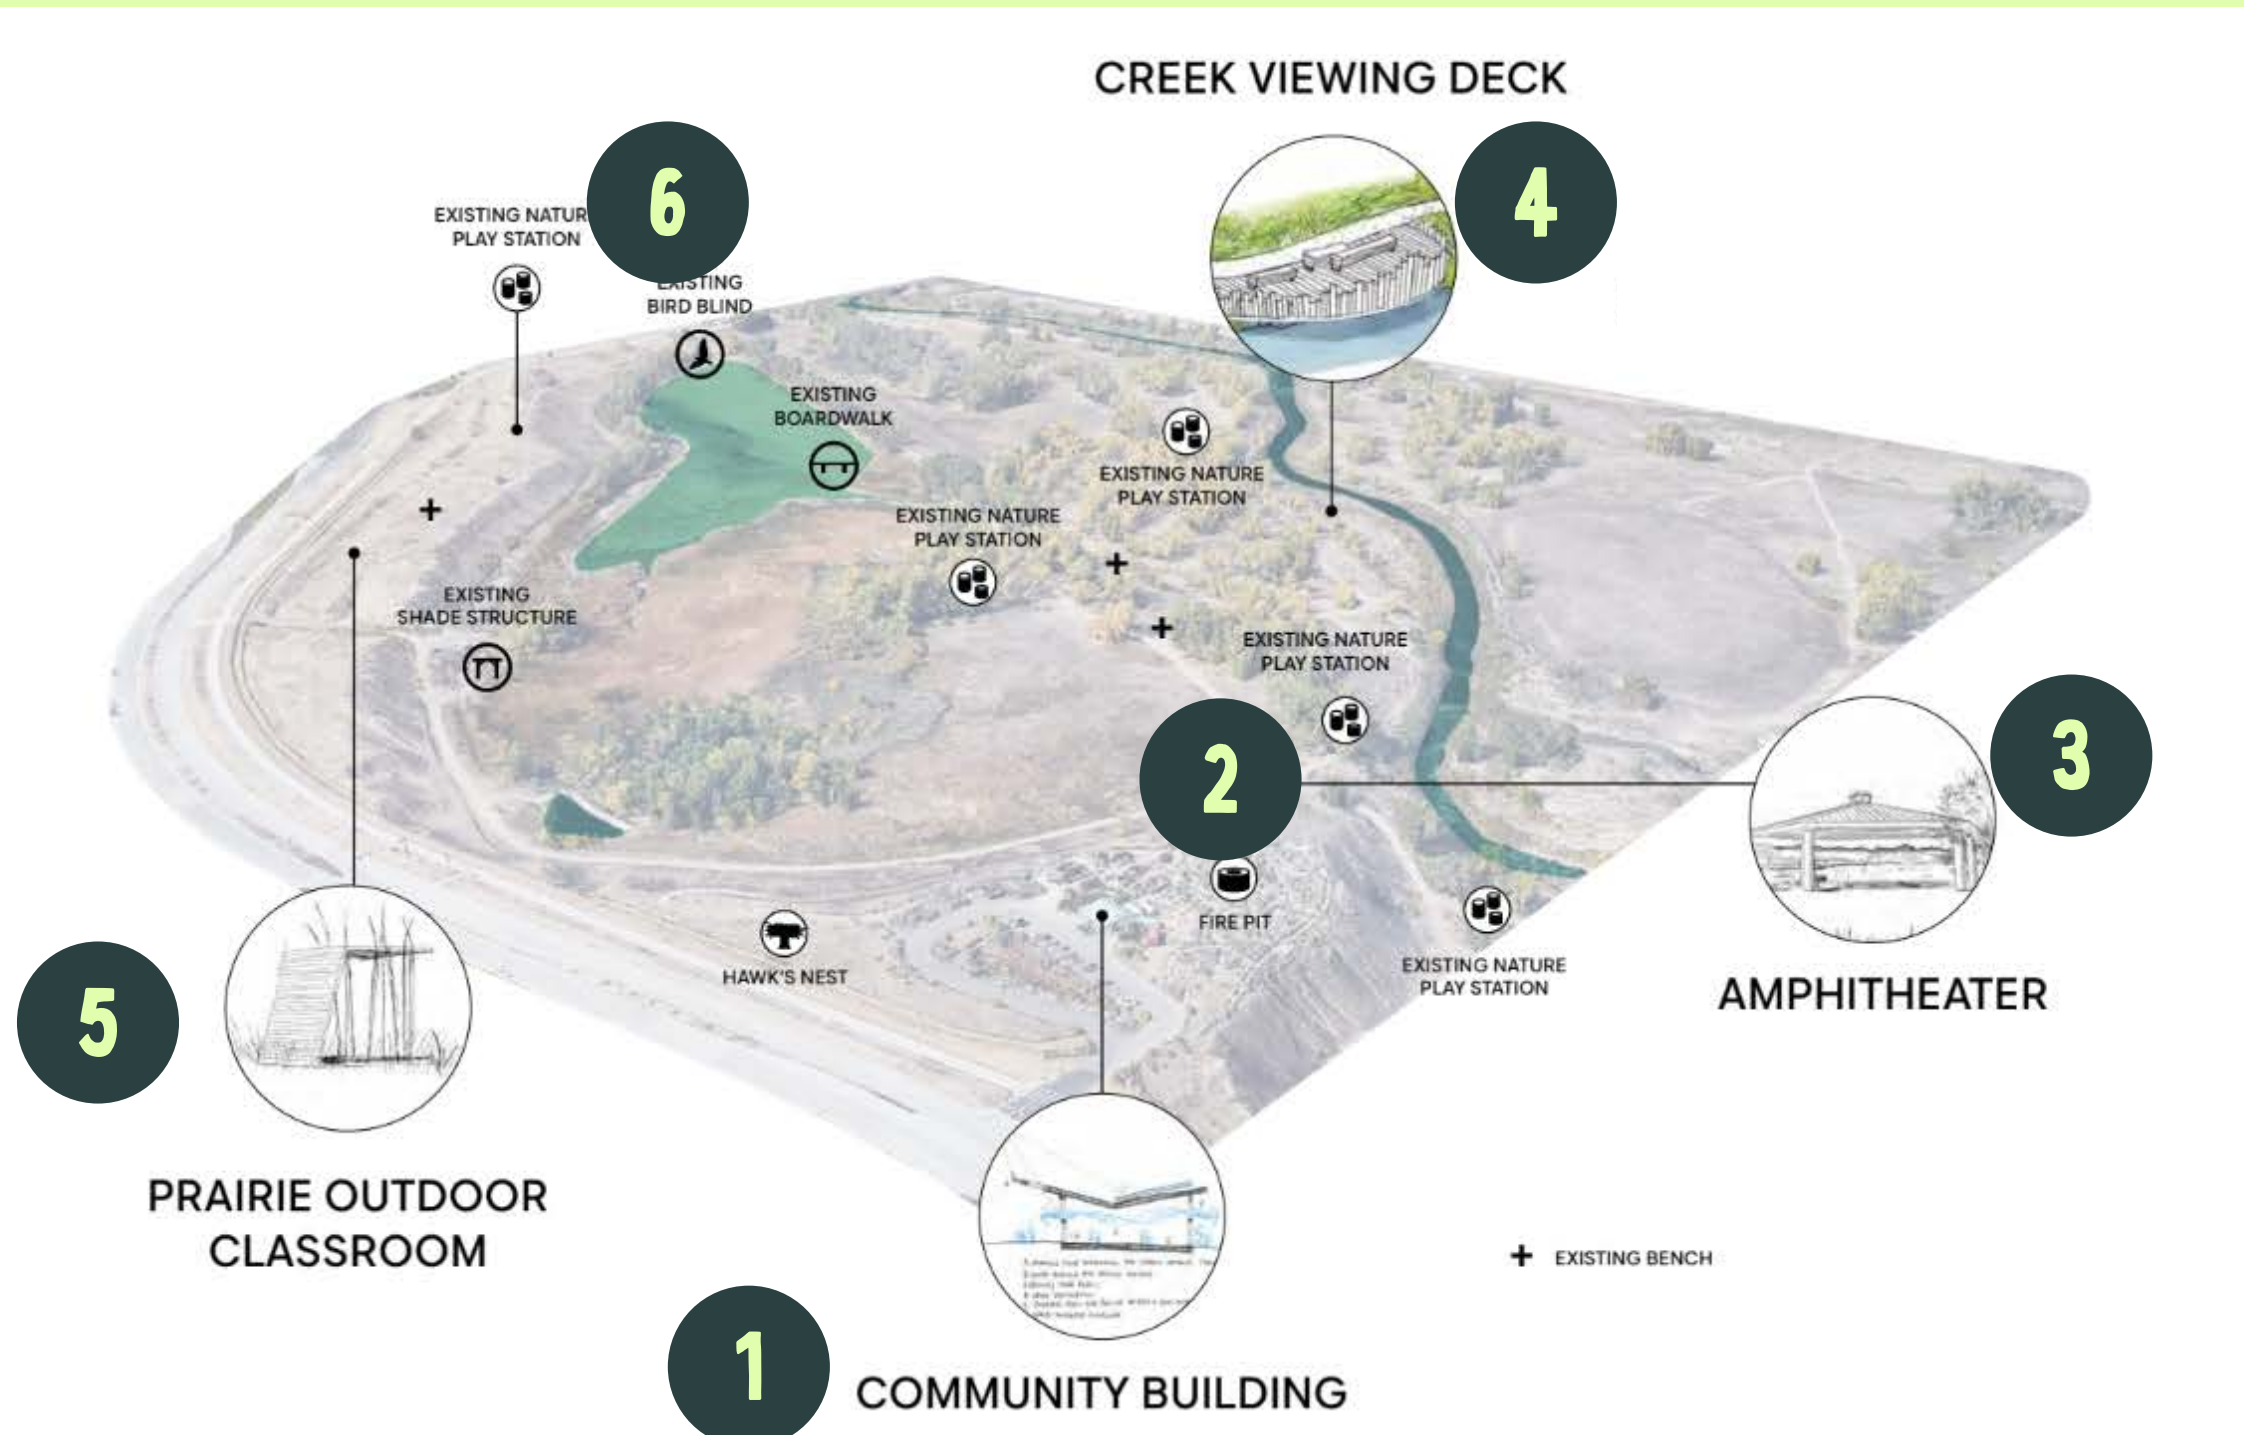 CREEK VIEWING DECK
6
4
EXISTING NATUR
PLAY STATION
EXISTING
BIRD BLIND
EXISTING
BOARDWALK
EXISTING NATURE
PLAY STATION
EXISTING NATURE
PLAY STATION
EXISTING
SHADE STRUCTURE
EXISTING NATURE
PLAY STATION
2
3
FIRE PIT
HAWK'S NEST
EXISTING NATURE
PLAY STATION
AMPHITHEATER
5
PRAIRIE OUTDOOR
CLASSROOM
+ EXISTING BENCH
1
COMMUNITY BUILDING